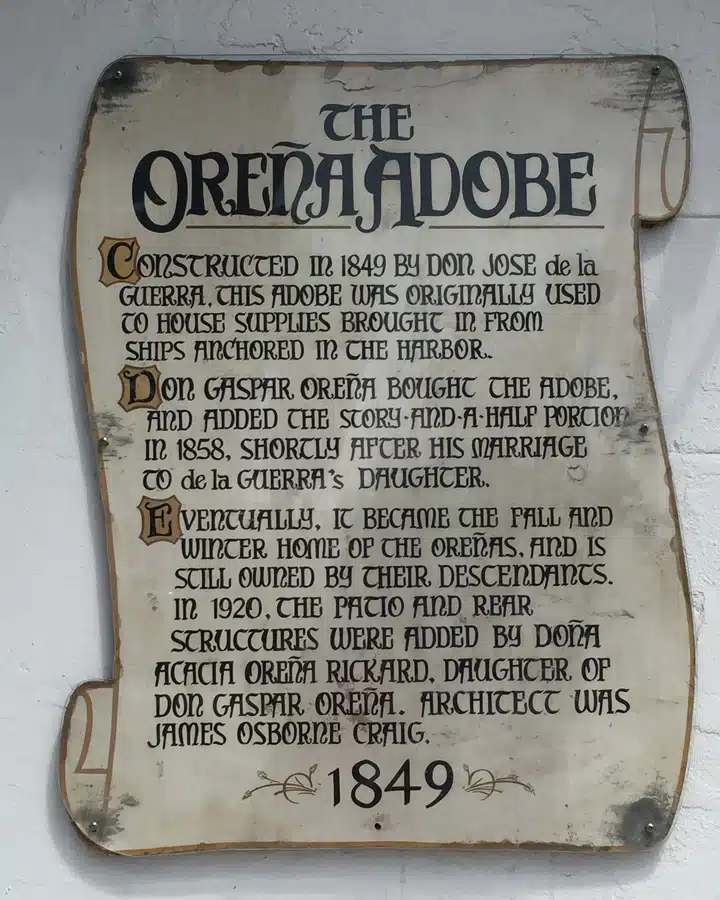 THE
OREÑA ADOBE
CONSTRUCTED IN 1849 BY DON JOSE de la
GUERRA, THIS ADOBE WAS ORIGINALLY USED
TO HOUSE SUPPLIES BROUGHT IN FROM
SHIPS ANCHORED IN THE HARBOR.
DON GASPAR OREÑA BOUGHT THE ADOBE,
AND ADDED THE STORY-AND-A-HALF PORTION
IN 1858, SHORTLY AFTER HIS MARRIAGE
TO de la GUERRA's DAUGHTER.
EVENTUALLY, IT BECAME THE FALL AND
WINTER HOME OF THE OREÑAS, AND IS
STILL OWNED BY THEIR DESCENDANTS.
IN 1920, THE PATIO AND REAR
STRUCTURES WERE ADDED BY DOÑA
ACACIA OREÑA RICKARD, DAUGHTER OF
DON GASPAR OREÑA. ARCHITECT WAS
JAMES OSBORNE CRAIG.
1849